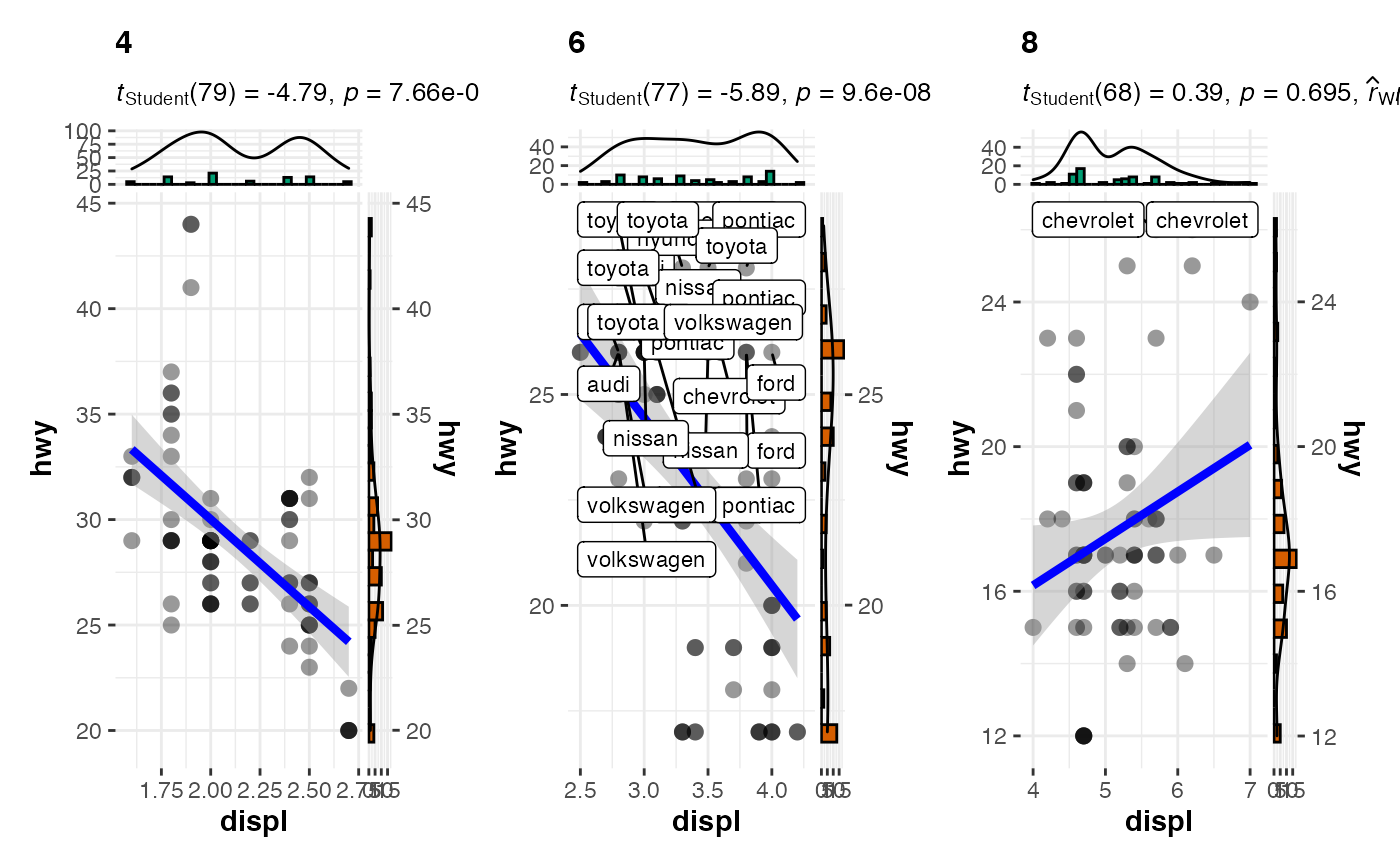 4
6
8
tStudent(79) = -4.79, p = 7.66e-0
tStudent(77) = -5.89, p = 9.6e-08
tStudent(68) = 0.39, p = 0.695, r̂
100
75
50
25
0
40
20
0
40
20
0
45
40
35
30
25
20
45
40
35
30
25
20
hwy
hwy
1.75 2.00 2.25 2.50
displ
toyota
pontiac
toyota
toyota
pontiac
toyota
volkswagen
pontiac
audi
ford
chevrolet
nissan
nissan
ford
volkswagen
pontiac
volkswagen
25
20
25
20
hwy
hwy
2.5 3.0 3.5 4.0
displ
chevrolet
chevrolet
24
20
16
12
24
20
16
12
hwy
hwy
4 5 6 7
displ